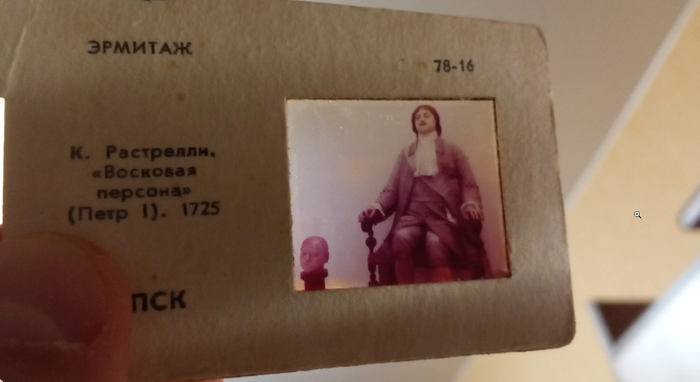 ЭРМИТАЖ
78-16
К. Растрелли.
«Восковая
персона»
(Петр I). 1725
ПСК